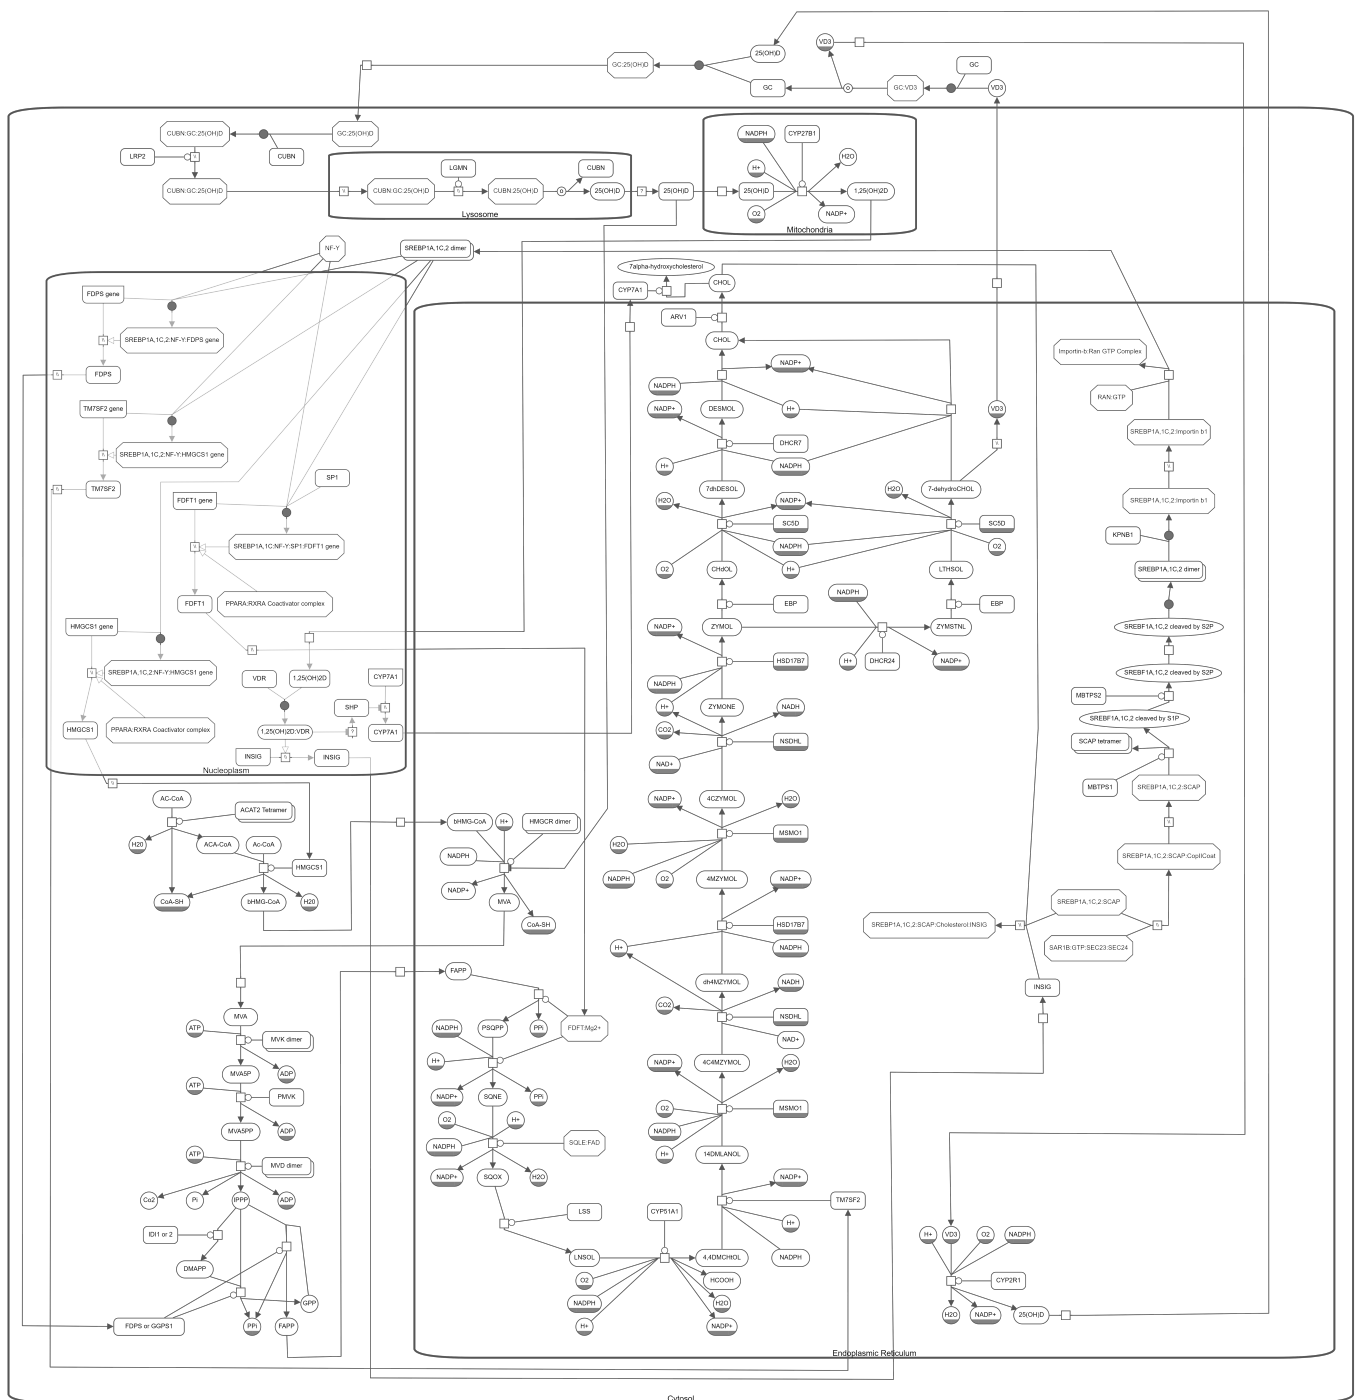 25(OH)D
VD3
GC:25(OH)D
GC
GC
GC:VD3
VD3
CUBN:GC:25(OH)D
GC:25(OH)D
LRP2
CUBN
CUBN:GC:25(OH)D
CUBN:GC:25(OH)D
LGMN
CUBN:25(OH)D
CUBN
25(OH)D
Lysosome
25(OH)D
NADPH
CYP27B1
H+
H2O
25(OH)D
1,25(OH)2D
O2
NADP+
Mitochondria
NF-Y
SREBP1A,1C,2 dimer
7alpha-hydroxycholesterol
CYP7A1
CHOL
FDPS gene
SREBP1A,1C,2:NF-Y:FDPS gene
FDPS
TM7SF2 gene
SREBP1A,1C,2:NF-Y:HMGCS1 gene
TM7SF2
FDFT1 gene
SP1
SREBP1A,1C:NF-Y:SP1:FDFT1 gene
PPARA:RXRA Coactivator complex
FDFT1
HMGCS1 gene
SREBP1A,1C,2:NF-Y:HMGCS1 gene
PPARA:RXRA Coactivator complex
HMGCS1
VDR
1,25(OH)2D
SHP
CYP7A1
1,25(OH)2D:VDR
CYP7A1
INSIG
INSIG
Nucleoplasm
ARV1
CHOL
NADP+
NADPH
NADP+
DESMOL
H+
VD3
DHCR7
H+
NADPH
7dhDESOL
7-dehydroCHOL
H2O
NADP+
H2O
SC5D
SC5D
NADPH
O2
O2
CHdOL
H+
LTHSOL
EBP
NADPH
EBP
NADP+
ZYMOL
ZYMSTNL
HSD17B7
H+
DHCR24
NADP+
NADPH
H+
ZYMONE
NADH
CO2
NSDHL
NAD+
NADP+
4CZYMOL
H2O
H2O
MSMO1
NADPH
O2
4MZYMOL
NADP+
HSD17B7
H+
NADPH
dh4MZYMOL
NADH
CO2
NSDHL
NAD+
NADP+
4C4MZYMOL
H2O
O2
MSMO1
NADPH
H+
14DMLANOL
NADP+
TM7SF2
H+
NADPH
Importin-b:Ran GTP Complex
RAN:GTP
SREBP1A,1C,2:Importin b1
SREBP1A,1C,2:Importin b1
KPNB1
SREBP1A,1C,2 dimer
SREBF1A,1C,2 cleaved by S2P
SREBF1A,1C,2 cleaved by S2P
MBTPS2
SREBF1A,1C,2 cleaved by S1P
SCAP tetramer
MBTPS1
SREBP1A,1C,2:SCAP
SREBP1A,1C,2:SCAP:CopIICoat
SREBP1A,1C,2:SCAP
SREBP1A,1C,2:SCAP:Cholesterol:INSIG
SAR1B:GTP:SEC23:SEC24
INSIG
AC-CoA
ACAT2 Tetramer
H20
ACA-CoA
Ac-CoA
HMGCS1
CoA-SH
bHMG-CoA
H20
bHMG-CoA
H+
HMGCR dimer
NADPH
NADP+
MVA
CoA-SH
FAPP
MVA
ATP
MVK dimer
MVA5P
ADP
ATP
PMVK
MVA5PP
ADP
ATP
MVD dimer
Co2
Pi
IPPP
ADP
IDI1 or 2
DMAPP
GPP
FDPS or GGPS1
PPi
FAPP
NADPH
PSQPP
PPi
FDFT:Mg2+
H+
NADP+
SQNE
PPi
O2
H+
NADPH
SQLE:FAD
NADP+
SQOX
H2O
LSS
CYP51A1
LNSOL
4,4DMCHtOL
O2
HCOOH
NADPH
H2O
H+
NADP+
H+
VD3
O2
NADPH
CYP2R1
H2O
NADP+
25(OH)D
Endoplasmic Reticulum
Cytosol